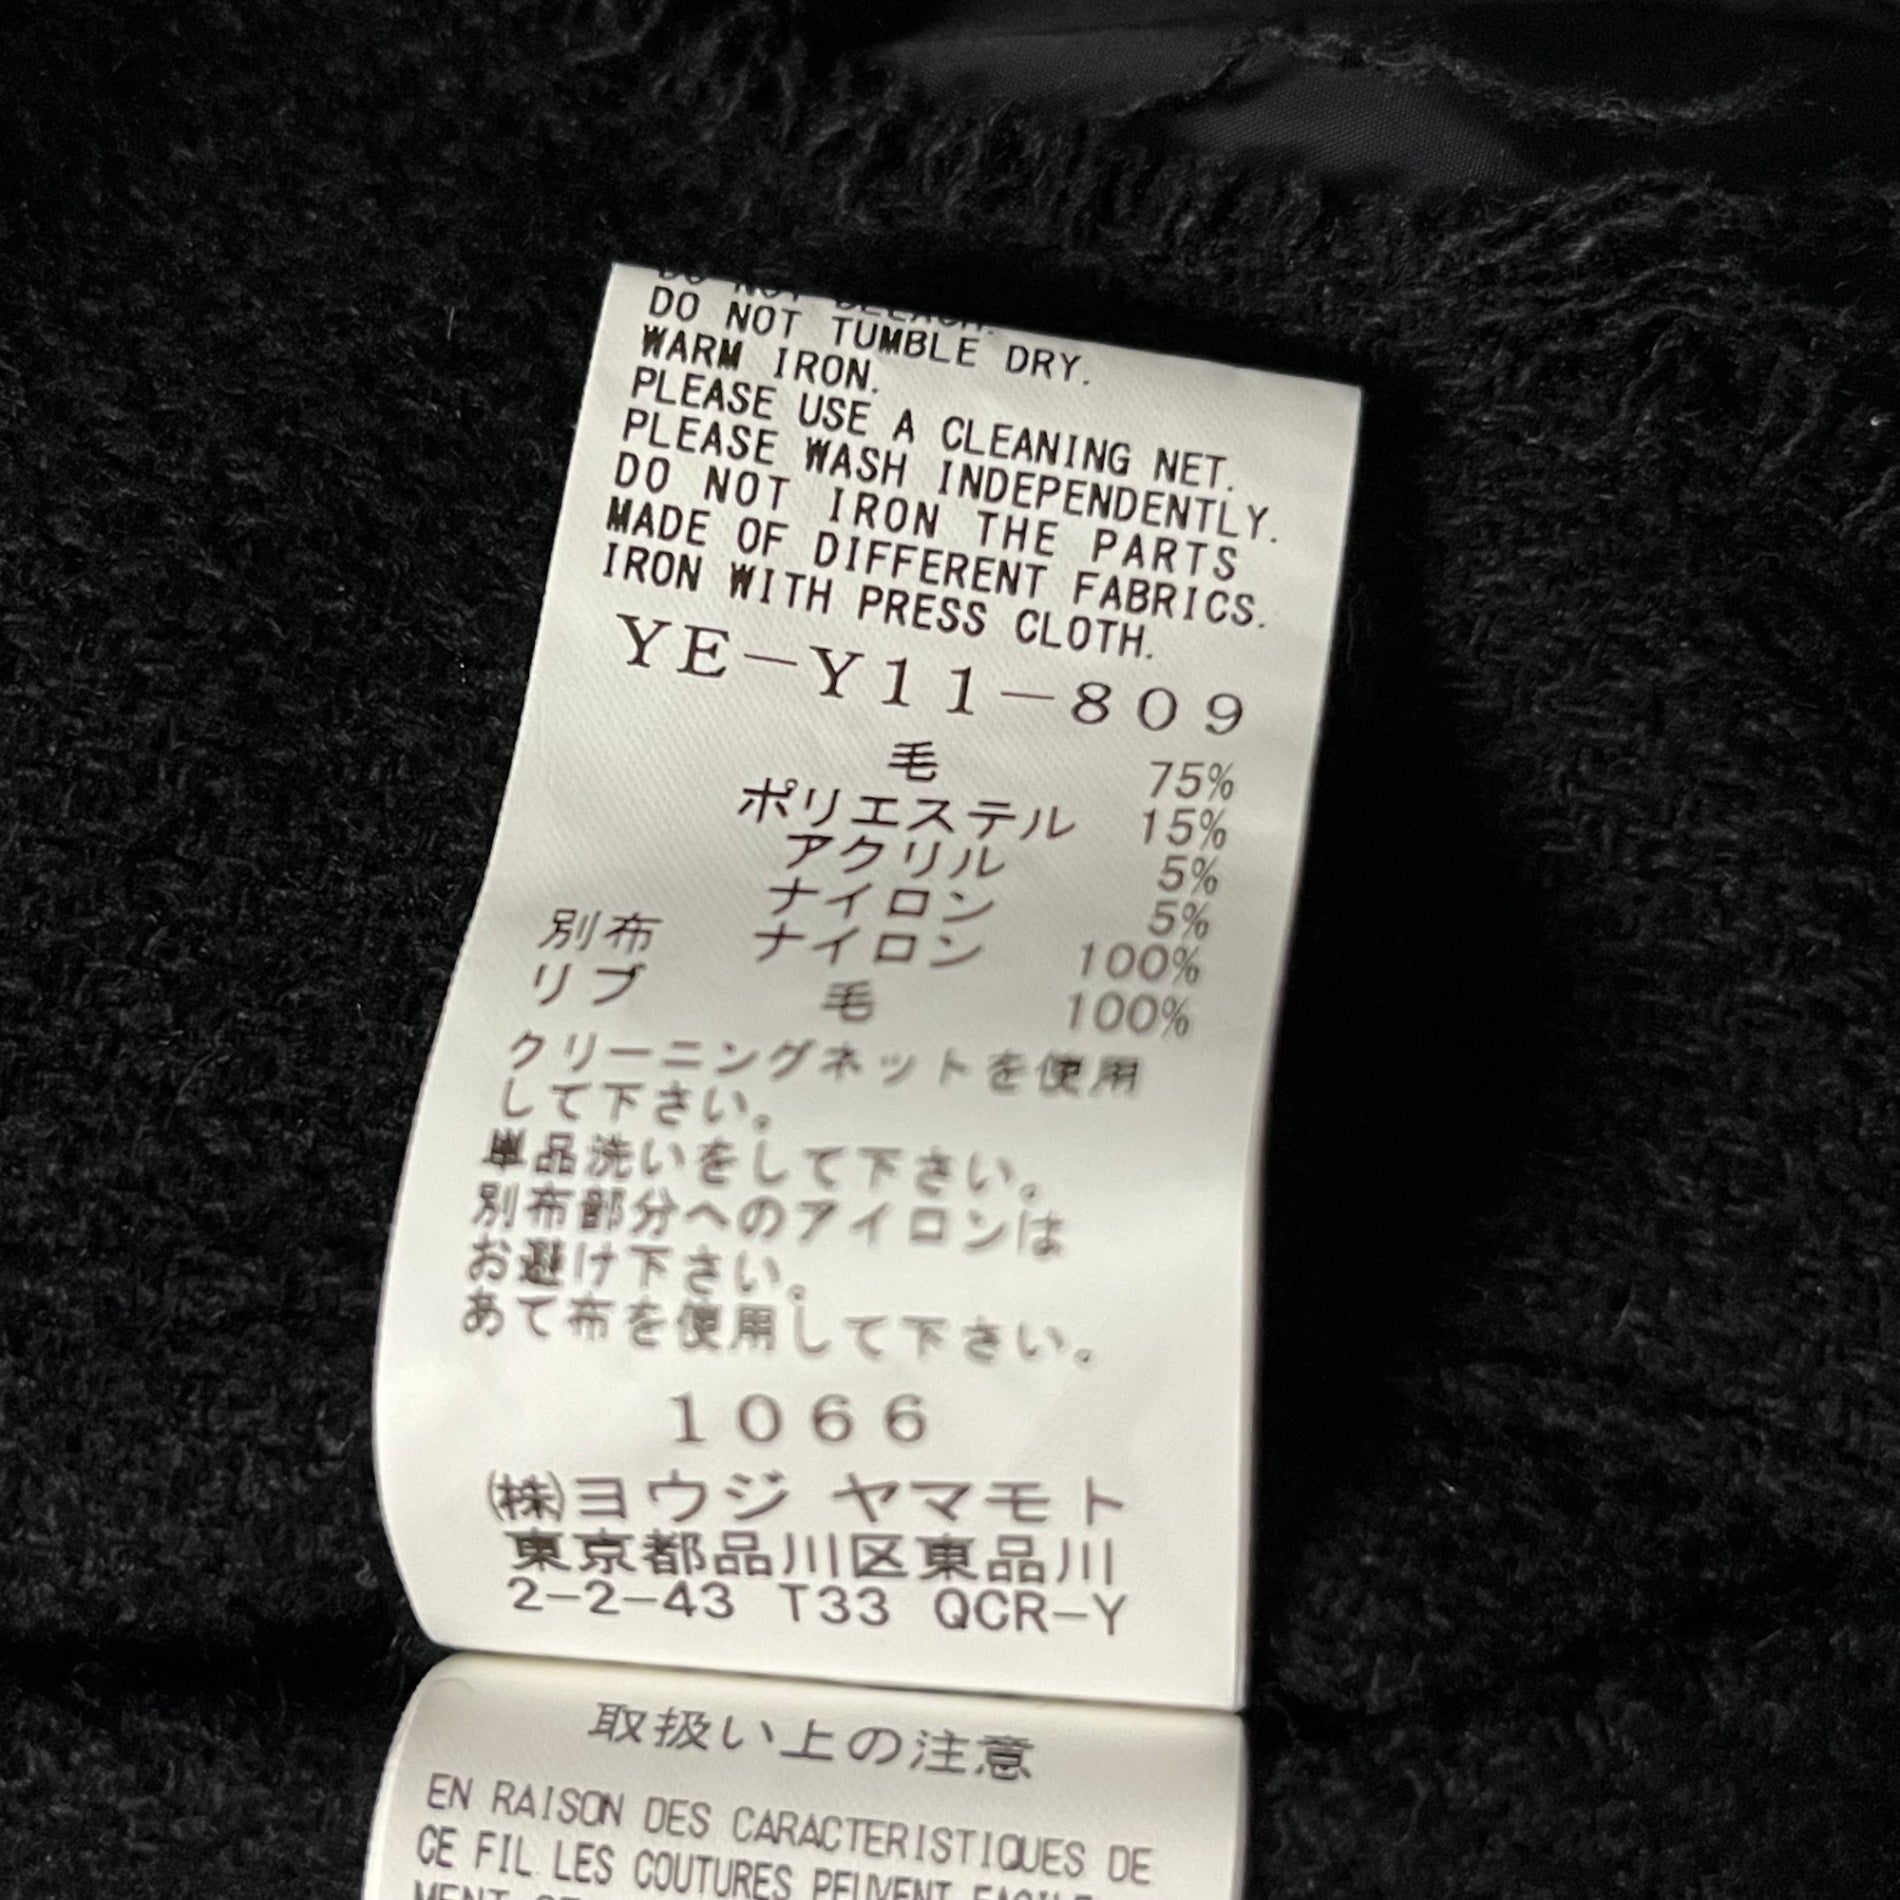 DO NOT BLEACH.
DO NOT TUMBLE DRY.
WARM IRON.
PLEASE USE A CLEANING NET.
PLEASE WASH INDEPENDENTLY.
DO NOT IRON THE PARTS
MADE OF DIFFERENT FABRICS.
IRON WITH PRESS CLOTH.
YE-Y11-809
毛 75%
ポリエステル 15%
アクリル 5%
ナイロン 5%
別布 ナイロン 100%
リブ 毛 100%
クリーニングネットを使用
して下さい。
単品洗いをして下さい。
別布部分へのアイロンは
お避け下さい。
あて布を使用して下さい。
1066
㈱ヨウジ ヤマモト
東京都品川区東品川
2-2-43 T33 QCR-Y
取扱い上の注意
EN RAISON DES CARACTERISTIQUES DE
CE FIL LES COUTURES PEUVENT